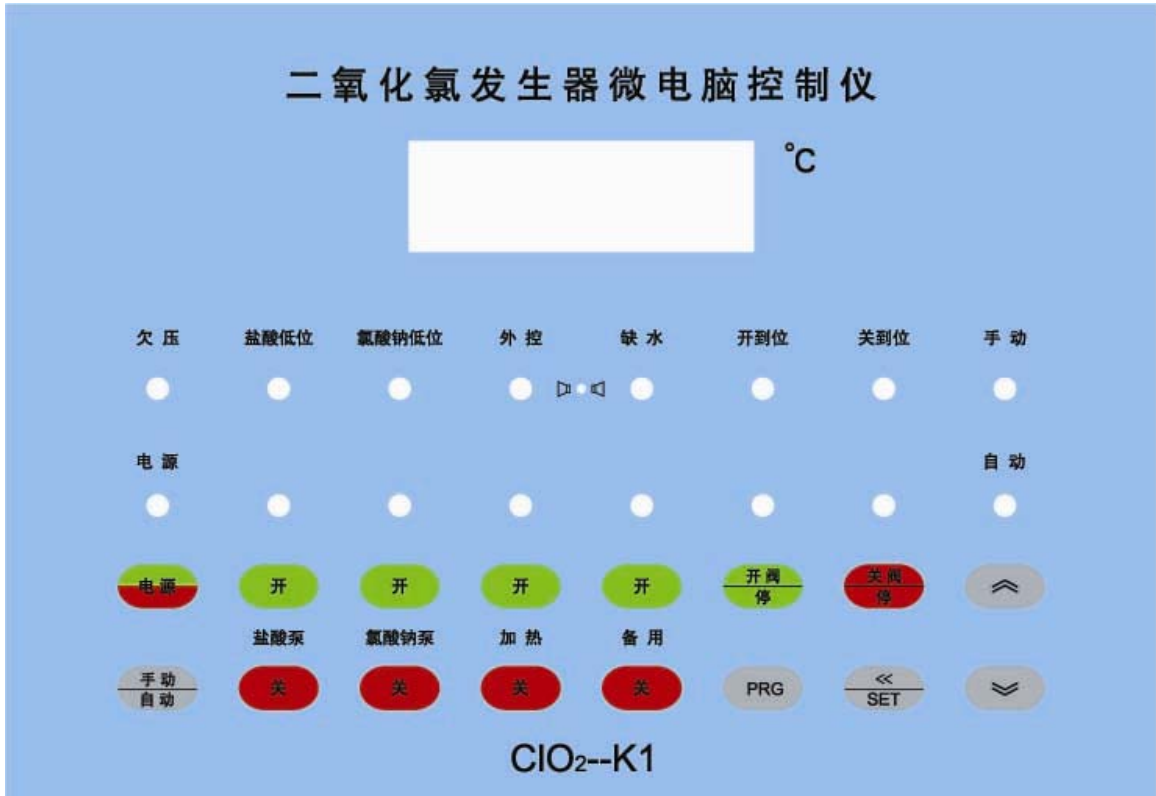 二氧化氯发生器微电脑控制仪
°C
欠压 盐酸低位 氯酸钠低位 外控 缺水 开到位 关到位 手动
电源 自动
电源 开 开 开 开 开阀 关阀
停 停
盐酸泵 氯酸钠泵 加热 备用
手动 关 关 关 关 PRG <<
自动 SET
ClO₂--K1